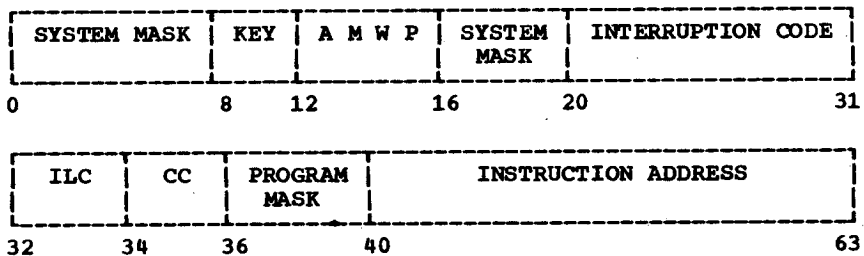 SYSTEM MASK KEY A M W P SYSTEM INTERRUPTION CODE
MASK
0 8 12 16 20 31
ILC CC PROGRAM INSTRUCTION ADDRESS
MASK
32 34 36 40 63